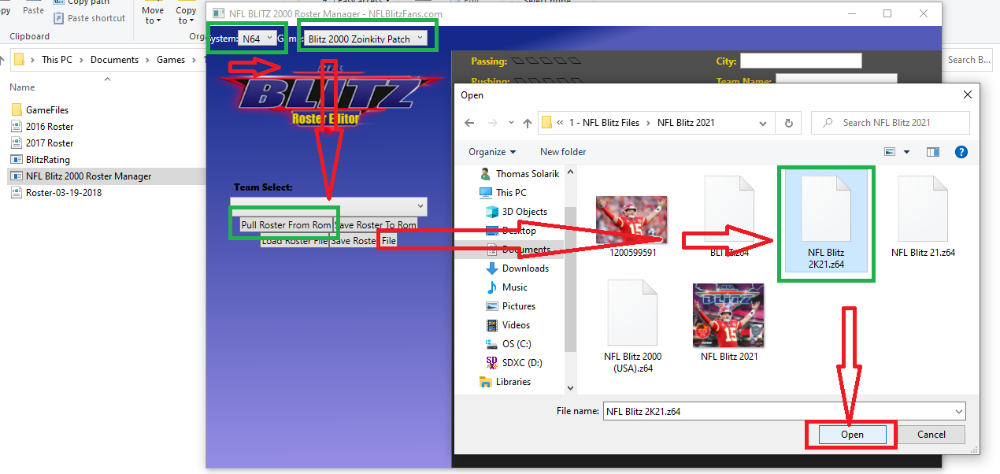 Copy path
Paste
Paste shortcut
Move
to
Copy
to
Clipboard
This PC
Documents
Games
Name
GameFiles
2016 Roster
2017 Roster
BlitzRating
NFL Blitz 2000 Roster Manager
Roster-03-19-2018
NFL BLITZ 2000 Roster Manager - NFLBlitzFans.com
ystem:
N64
Game:
Blitz 2000 Zoinkity Patch
BLITZ
Roster Editor
Team Select:
Pull Roster From Rom
Save Roster To Rom
Load Roster File
Save Roste
File
Passing:
Rushing:
City:
Team Name:
Search B...
Open
« 1 - NFL Blitz Files
NFL Blitz 2021
Search NFL Blitz 2021
Organize
New folder
Thomas Solarik
This PC
3D Objects
Desktop
Documents
Downloads
Music
Pictures
Videos
OS (C:)
SDXC (D:)
Libraries
15
1200599591
BLITZ.z64
NFL Blitz
2K21.z64
NFL Blitz 21.z64
NFL Blitz 2000
(USA).z64
BLITZ
15
NFL Blitz 2021
File name:
NFL Blitz 2K21.z64
Open
Cancel